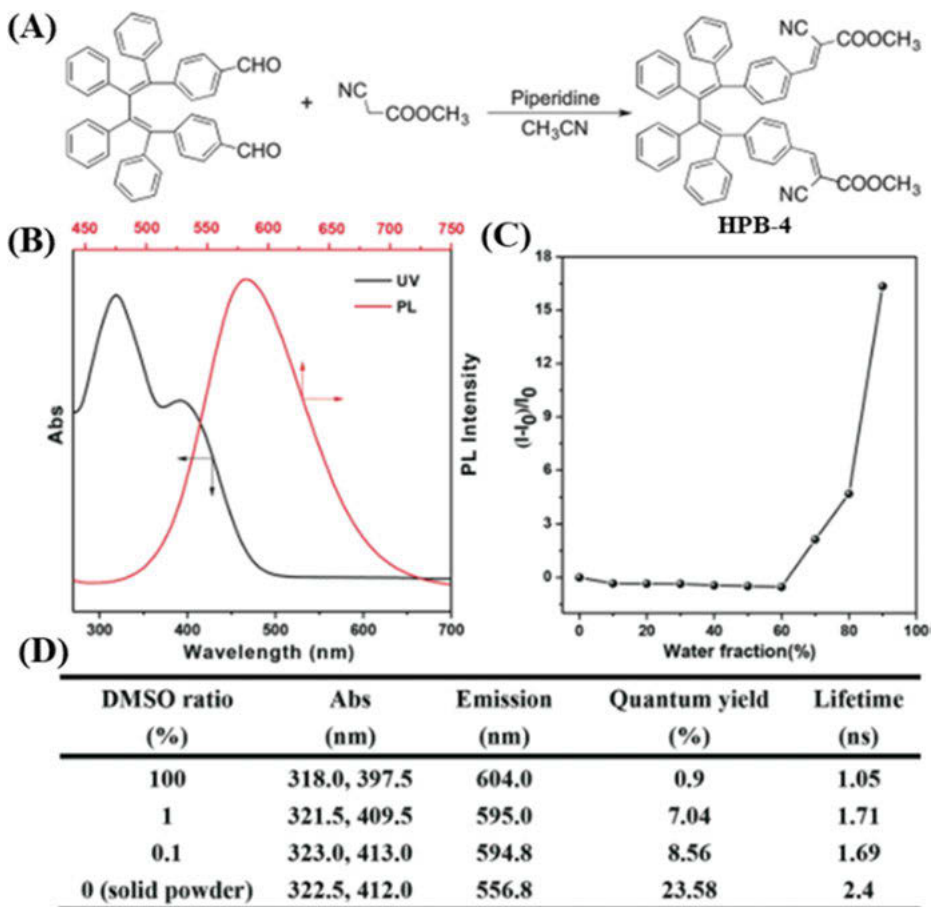 (A)
CHO
CHO
+
NC
COOCH3
Piperidine
CH3CN
NC
COOCH3
NC
COOCH3
HPB-4
(B)
450 500 550 600 650 700 750
UV
PL
Abs
PL Intensity
300 400 500 600 700
Wavelength (nm)
(C)
18
15
12
9
6
3
0
(I-I0)/I0
0 20 40 60 80 100
Water fraction(%)
(D)
DMSO ratio Abs Emission Quantum yield Lifetime
(%) (nm) (nm) (%) (ns)
100 318.0, 397.5 604.0 0.9 1.05
1 321.5, 409.5 595.0 7.04 1.71
0.1 323.0, 413.0 594.8 8.56 1.69
0 (solid powder) 322.5, 412.0 556.8 23.58 2.4